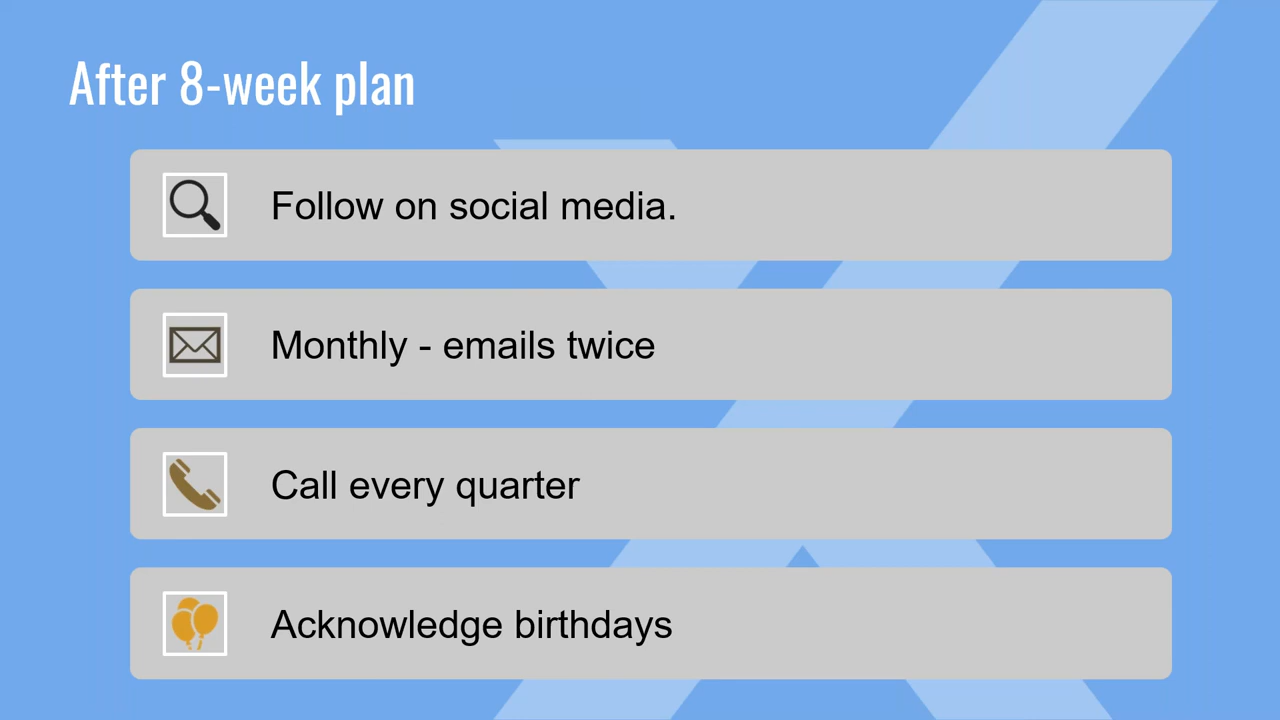 After 8-week plan
Follow on social media.
Monthly - emails twice
Call every quarter
Acknowledge birthdays